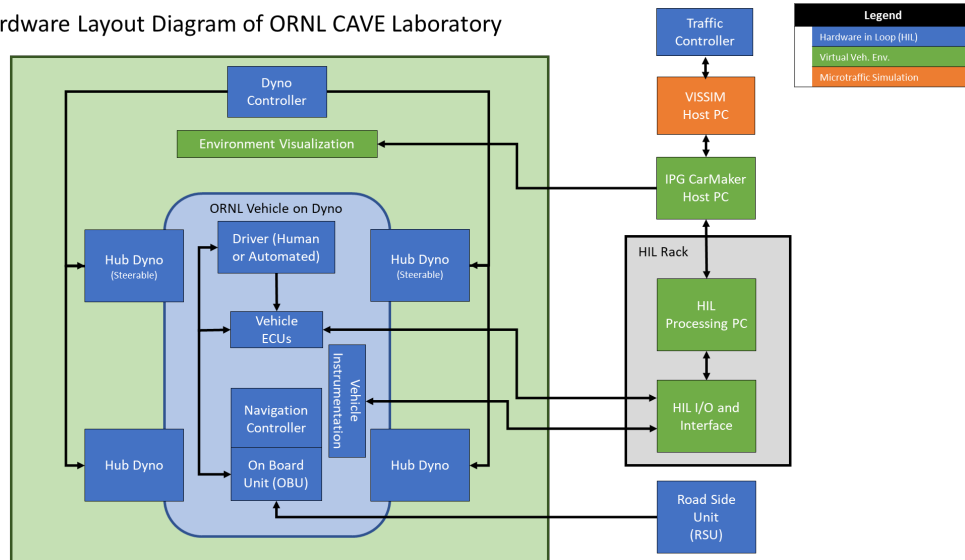 rdware Layout Diagram of ORNL CAVE Laboratory
Traffic
Controller
Legend
Hardware in Loop (HIL)
Virtual Veh. Env.
Microtraffic Simulation
Dyno
Controller
VISSIM
Host PC
Environment Visualization
IPG CarMaker
Host PC
ORNL Vehicle on Dyno
Driver (Human
or Automated)
Hub Dyno
(Steerable)
Hub Dyno
(Steerable)
HIL Rack
HIL
Processing PC
Vehicle
ECUs
Vehicle
Instrumentation
Navigation
Controller
HIL I/O and
Interface
Hub Dyno
On Board
Unit (OBU)
Hub Dyno
Road Side
Unit
(RSU)